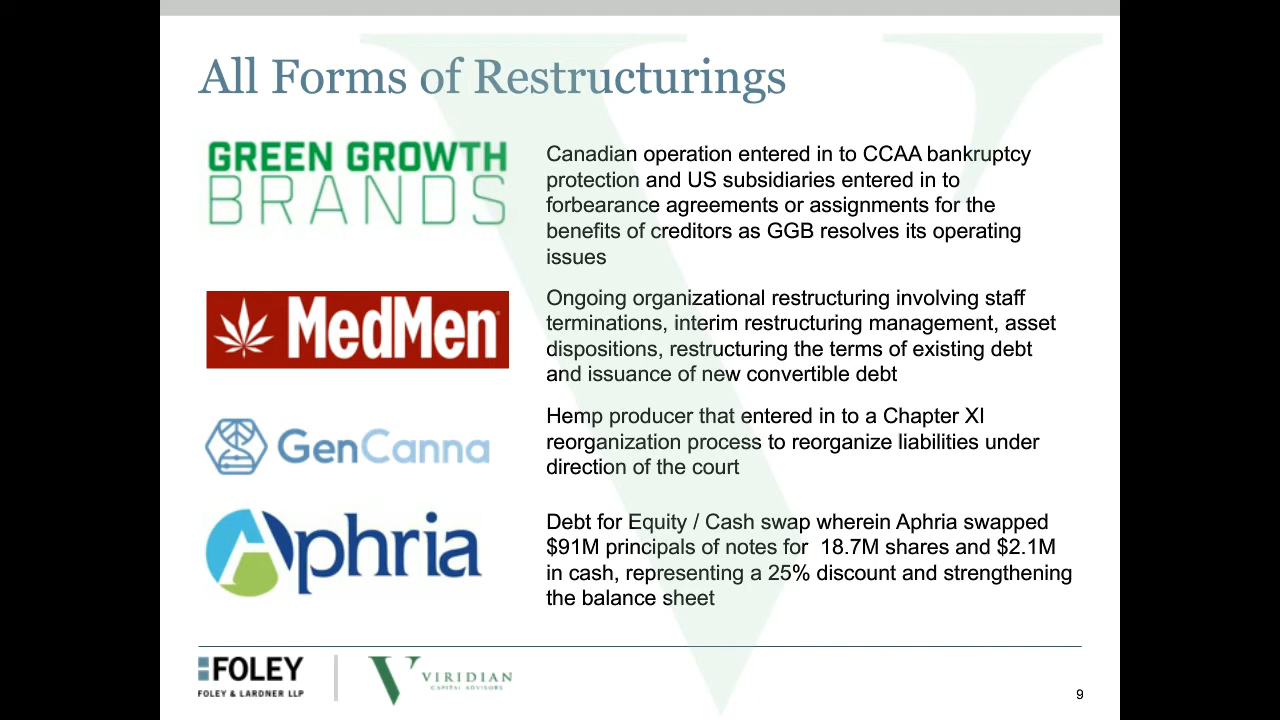 All Forms of Restructurings
GREEN GROWTH
BRANDS
Canadian operation entered in to CCAA bankruptcy
protection and US subsidiaries entered in to
forbearance agreements or assignments for the
benefits of creditors as GGB resolves its operating
issues
MedMen
Ongoing organizational restructuring involving staff
terminations, interim restructuring management, asset
dispositions, restructuring the terms of existing debt
and issuance of new convertible debt
GenCanna
Hemp producer that entered in to a Chapter XI
reorganization process to reorganize liabilities under
direction of the court
Aphria
Debt for Equity / Cash swap wherein Aphria swapped
$91M principals of notes for  18.7M shares and $2.1M
in cash, representing a 25% discount and strengthening
the balance sheet
FOLEY
FOLEY & LARDNER LLP
VIRIDIAN
CAPITAL ADVISORS
9